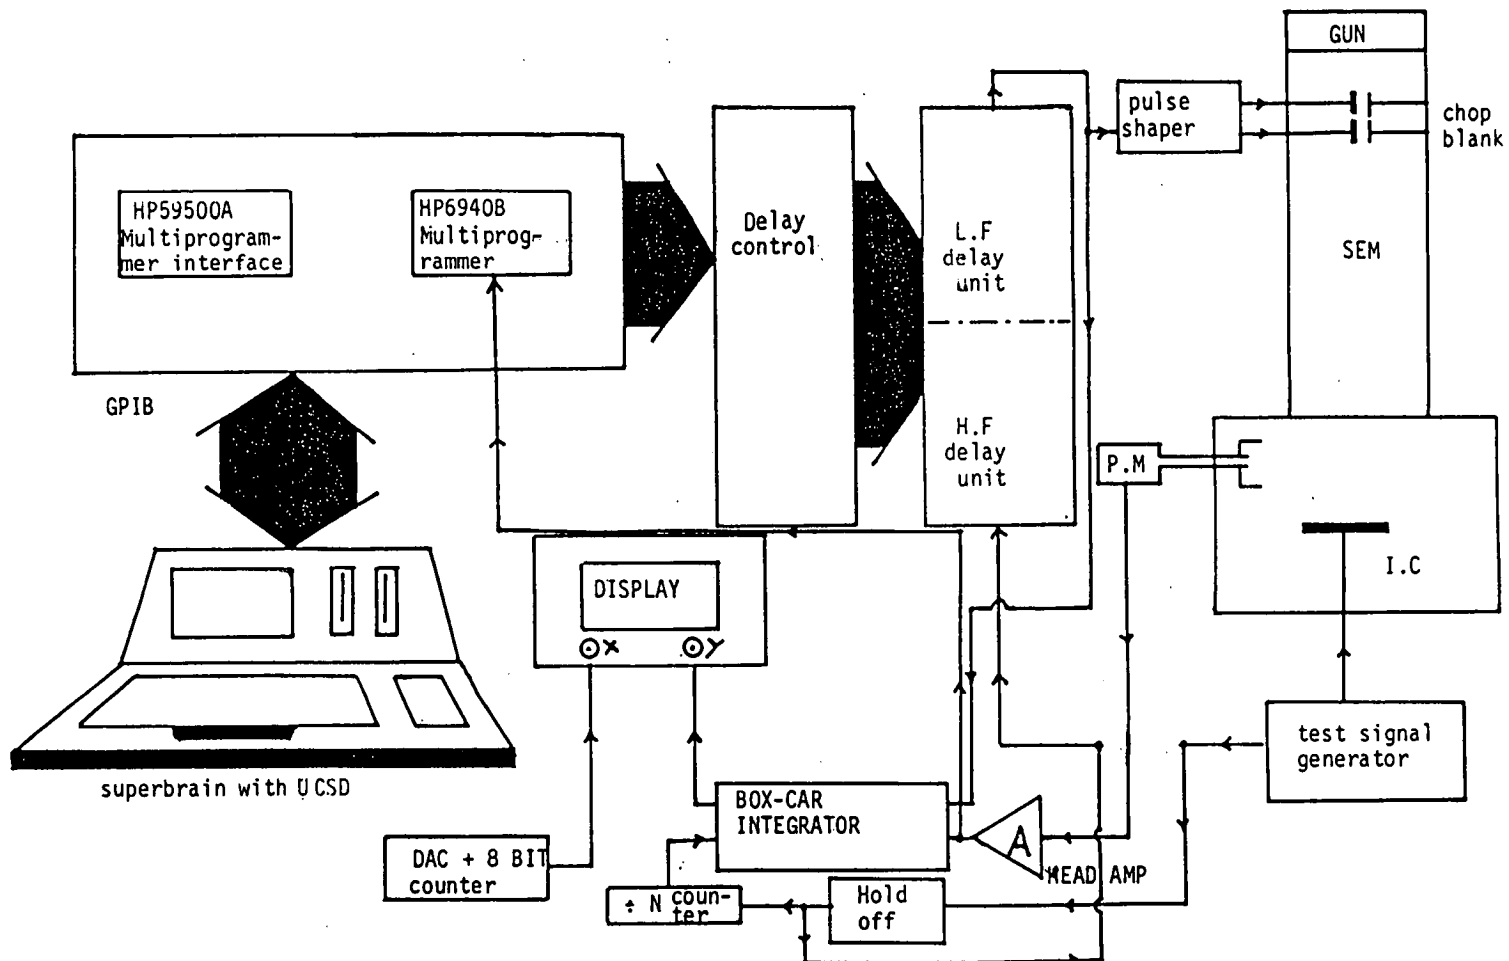 GUN
pulse
shaper
chop
blank
HP59500A
Multiprogram-
mer interface
HP6940B
Multiprog-
rammer
Delay
control
L.F
delay
unit
SEM
GPIB
H.F
delay
unit
P.M
I.C
DISPLAY
X
Y
superbrain with UCSD
test signal
generator
BOX-CAR
INTEGRATOR
A
HEAD AMP
DAC + 8 BIT
counter
÷ N coun-
ter
Hold
off